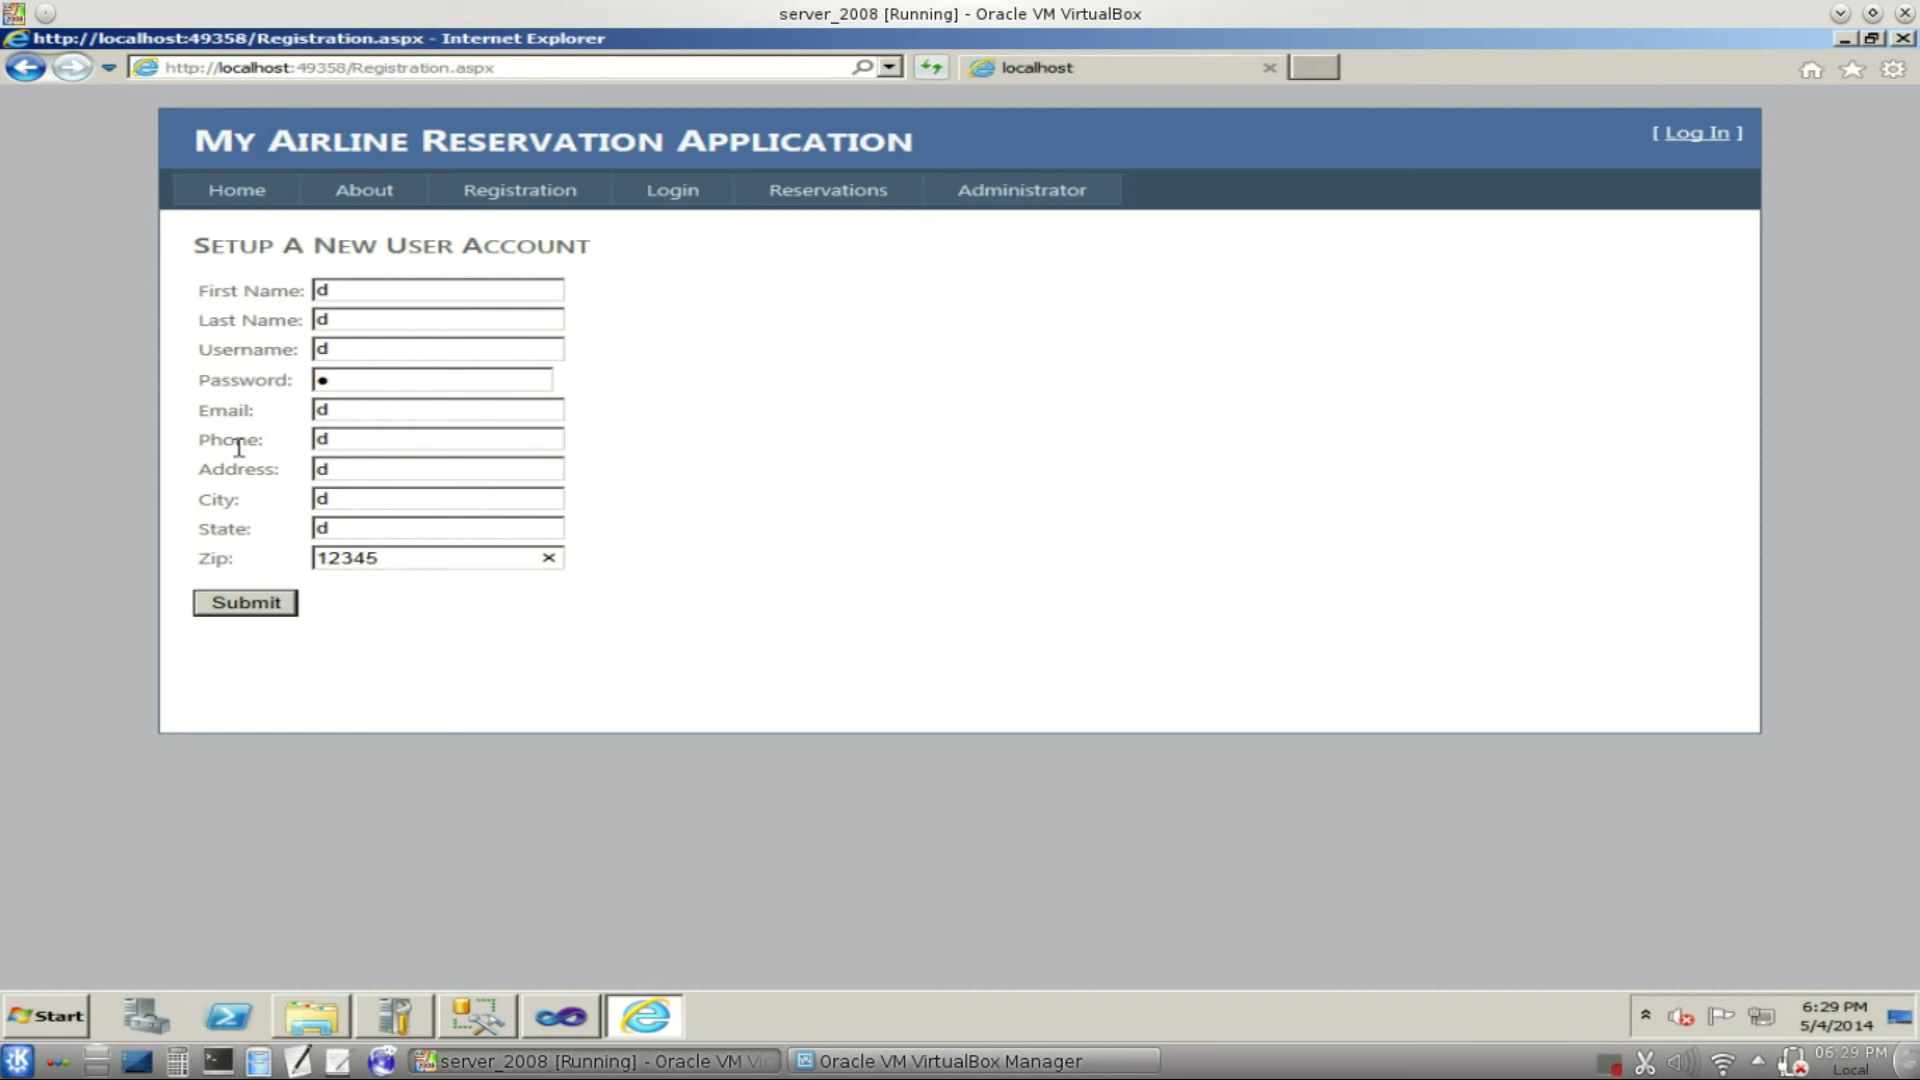 server_2008 [Running] - Oracle VM VirtualBox
http://localhost:49358/Registration.aspx - Internet Explorer
http://localhost:49358/Registration.aspx
localhost
MY AIRLINE RESERVATION APPLICATION
[ Log In ]
Home About Registration Login Reservations Administrator
SETUP A NEW USER ACCOUNT
First Name: d
Last Name: d
Username: d
Password: ●
Email: d
Phone: d
Address: d
City: d
State: d
Zip: 12345
Submit
Start
6:29 PM
5/4/2014
server_2008 [Running] - Oracle VM Vi
Oracle VM VirtualBox Manager
06:29 PM
Local